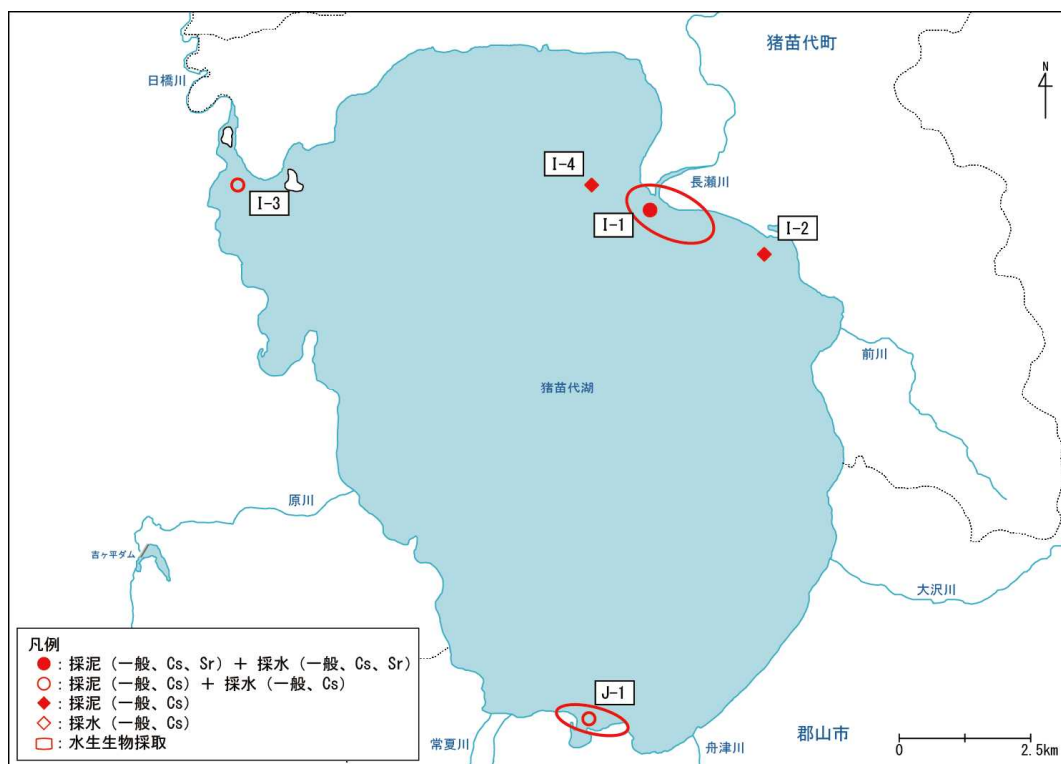 猪苗代町
日橋川
N
I-4
長瀬川
I-3
I-1
I-2
前川
猪苗代湖
原川
吉ヶ平ダム
大沢川
凡例
●：採泥（一般、Cs、Sr）＋ 採水（一般、Cs、Sr）
○：採泥（一般、Cs）＋ 採水（一般、Cs）
◆：採泥（一般、Cs）
◇：採水（一般、Cs）
：水生生物採取
J-1
常夏川
舟津川
郡山市
0 2.5km